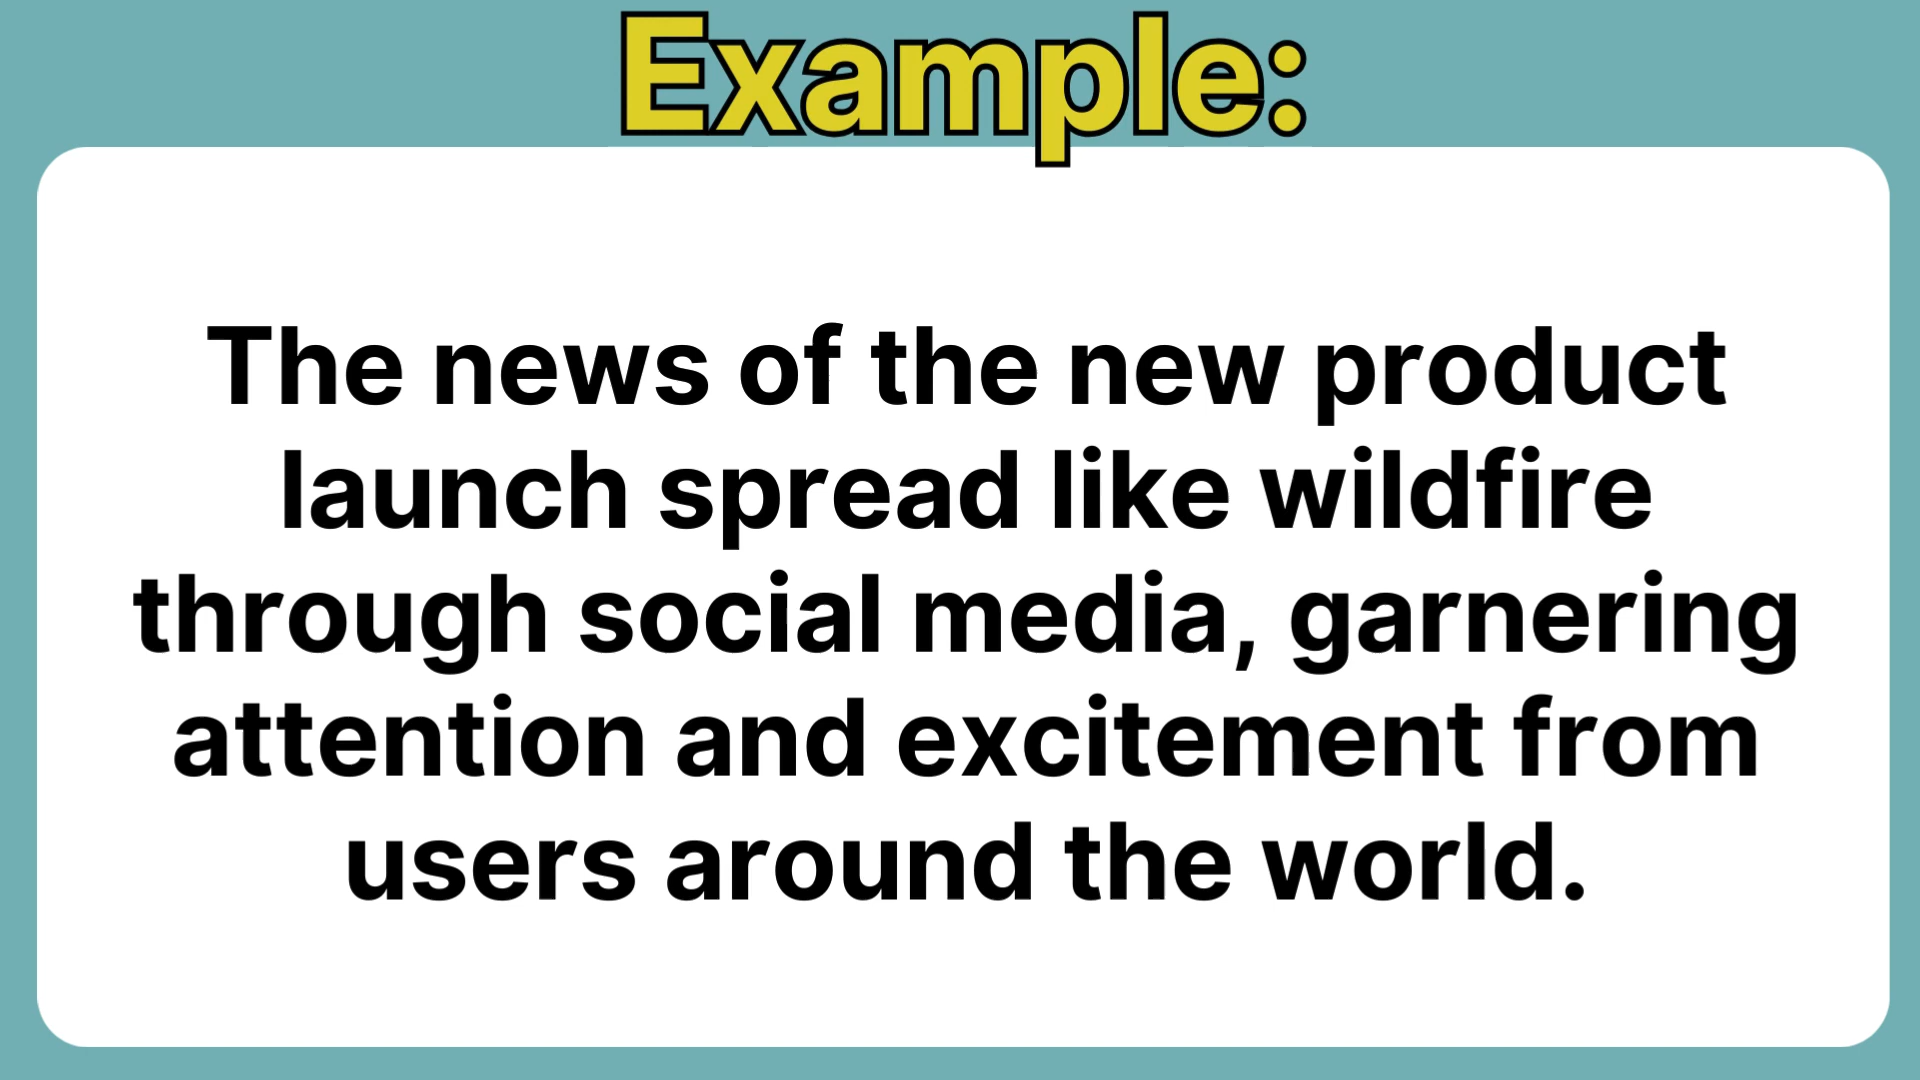 Example:
The news of the new product
launch spread like wildfire
through social media, garnering
attention and excitement from
users around the world.